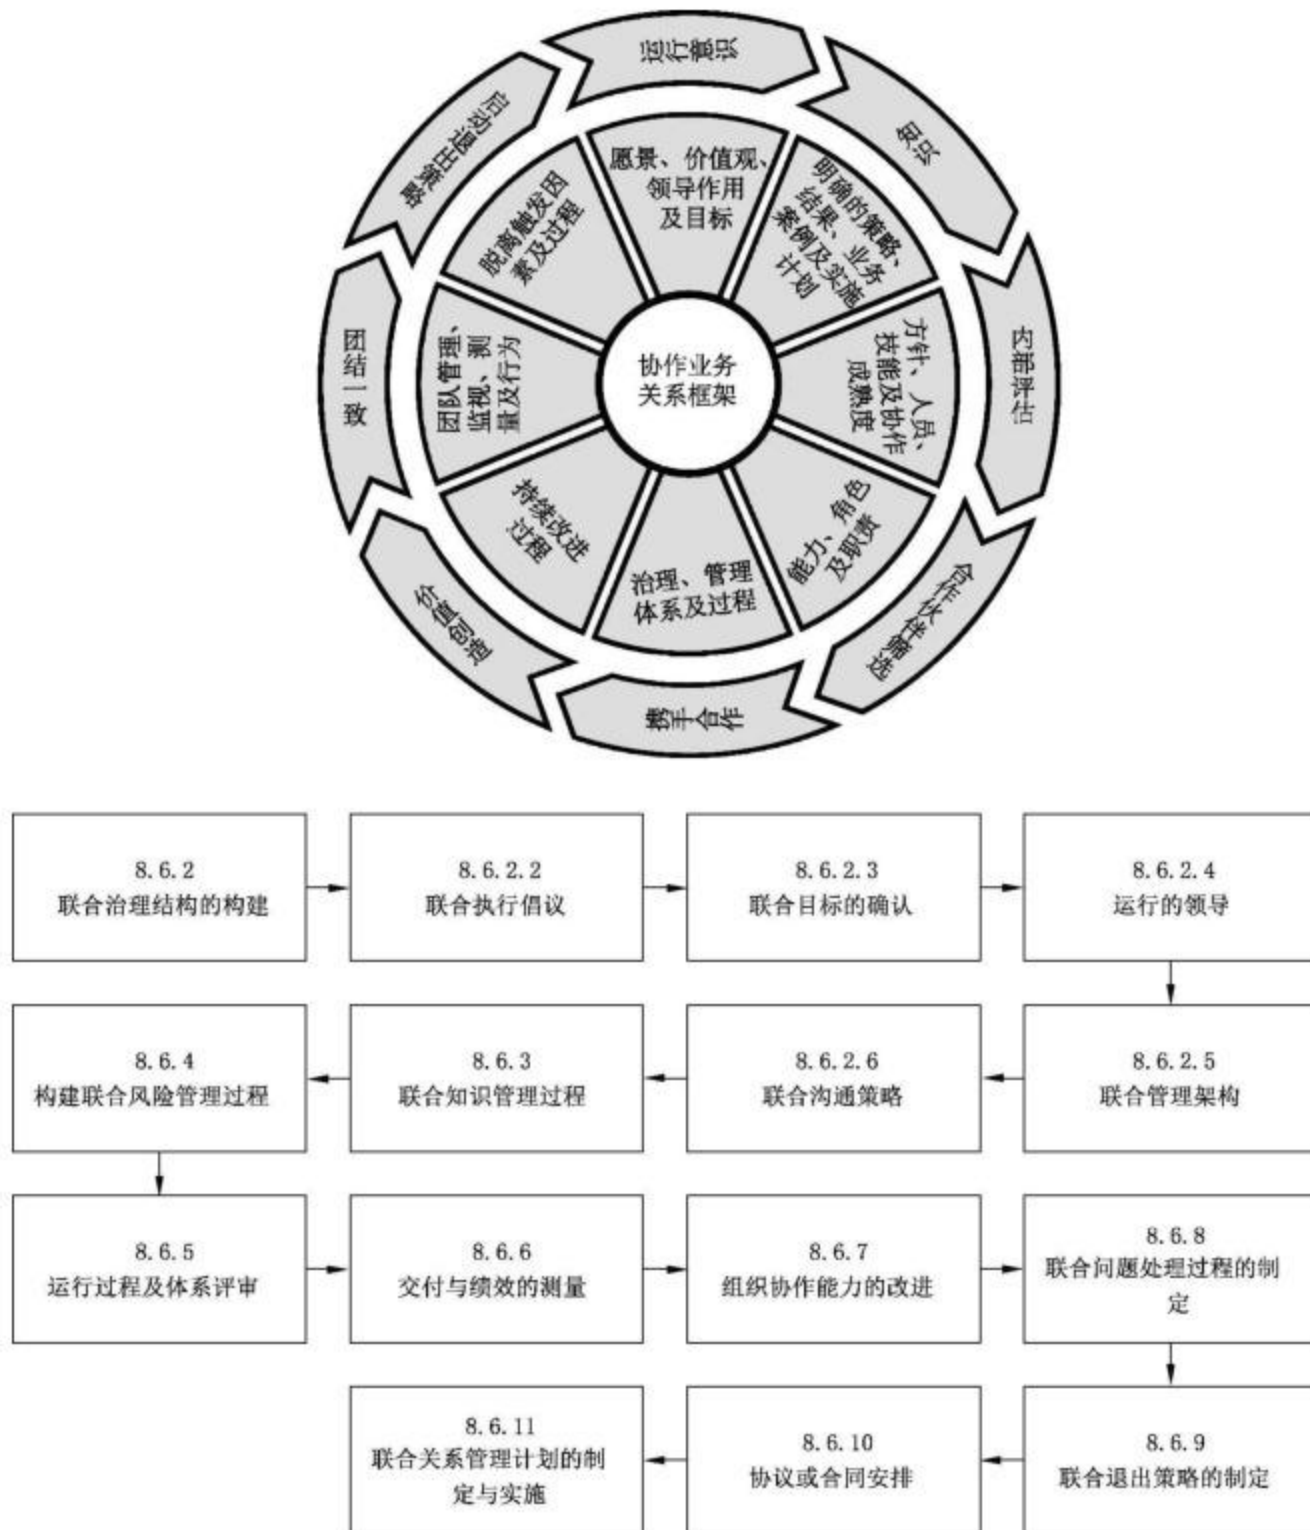 运行意识
知识
内部评估
合作伙伴筛选
携手合作
价值创造
团结一致
启动退出策略
愿景、价值观、
领导作用
及目标
明确的策略、
结果、业务
案例及实施
计划
方针、人员、
技能及协作
成熟度
能力、角色
及职责
治理、管理
体系及过程
持续改进
过程
团队管理、
监视、测
量及行为
脱离触发因
素及过程
协作业务
关系框架
8.6.2
联合治理结构的构建
8.6.2.2
联合执行倡议
8.6.2.3
联合目标的确认
8.6.2.4
运行的领导
8.6.2.5
联合管理架构
8.6.2.6
联合沟通策略
8.6.3
联合知识管理过程
8.6.4
构建联合风险管理过程
8.6.5
运行过程及体系评审
8.6.6
交付与绩效的测量
8.6.7
组织协作能力的改进
8.6.8
联合问题处理过程的制
定
8.6.9
联合退出策略的制定
8.6.10
协议或合同安排
8.6.11
联合关系管理计划的制
定与实施